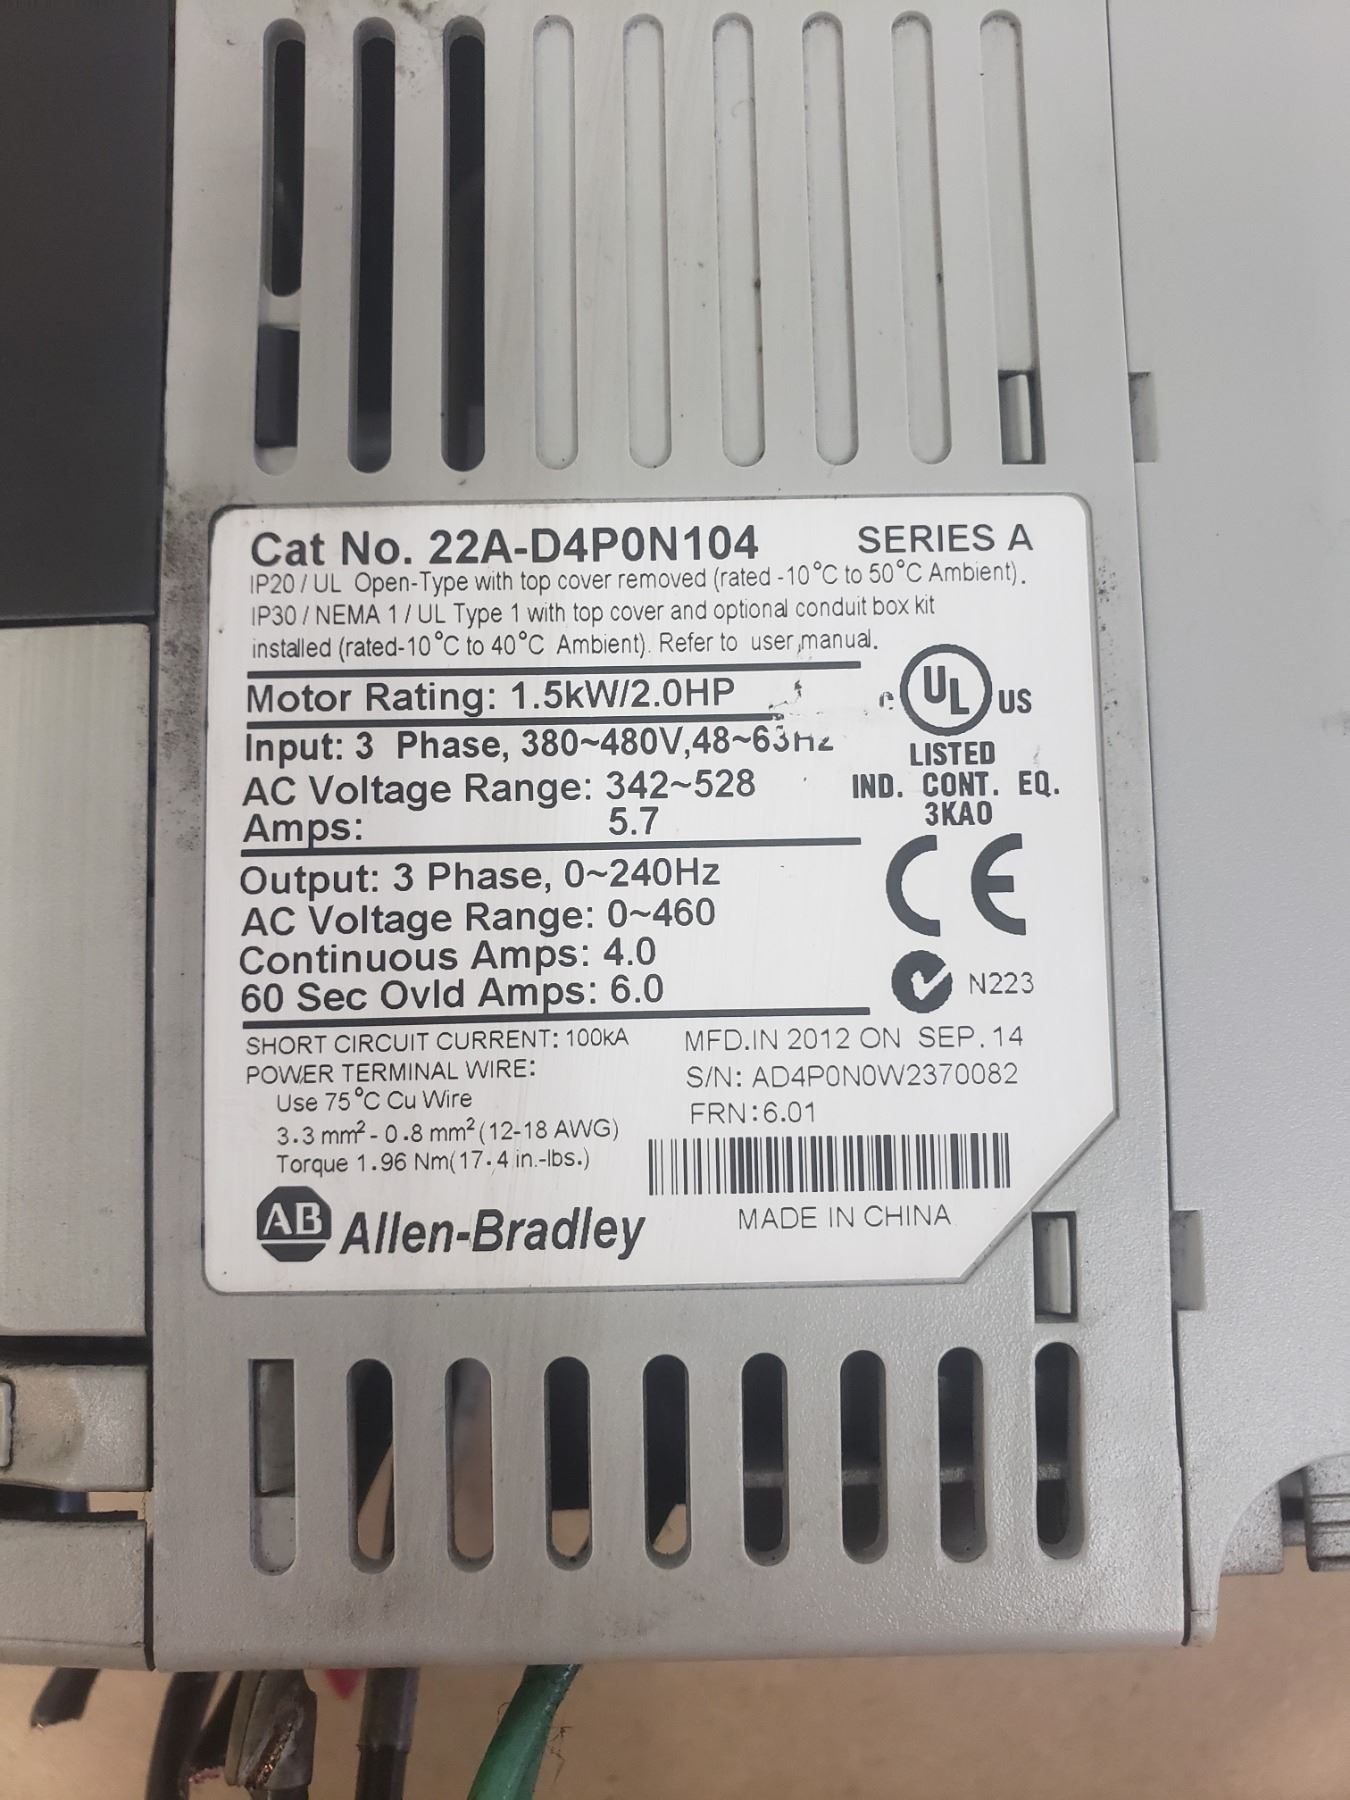 Cat No. 22A-D4P0N104 SERIES A
IP20 / UL Open-Type with top cover removed (rated -10°C to 50°C Ambient).
IP30 / NEMA 1 / UL Type 1 with top cover and optional conduit box kit
installed (rated-10°C to 40°C Ambient). Refer to user manual.
Motor Rating: 1.5kW/2.0HP
Input: 3 Phase, 380~480V,48~63Hz
AC Voltage Range: 342~528
Amps: 5.7
c UL US
LISTED
IND. CONT. EQ.
3KA0
CE
Output: 3 Phase, 0~240Hz
AC Voltage Range: 0~460
Continuous Amps: 4.0
60 Sec Ovld Amps: 6.0
N223
SHORT CIRCUIT CURRENT: 100kA
POWER TERMINAL WIRE:
Use 75°C Cu Wire
3.3 mm² - 0.8 mm² (12-18 AWG)
Torque 1.96 Nm(17.4 in.-lbs.)
MFD.IN 2012 ON SEP.14
S/N: AD4P0N0W2370082
FRN:6.01
MADE IN CHINA
AB Allen-Bradley